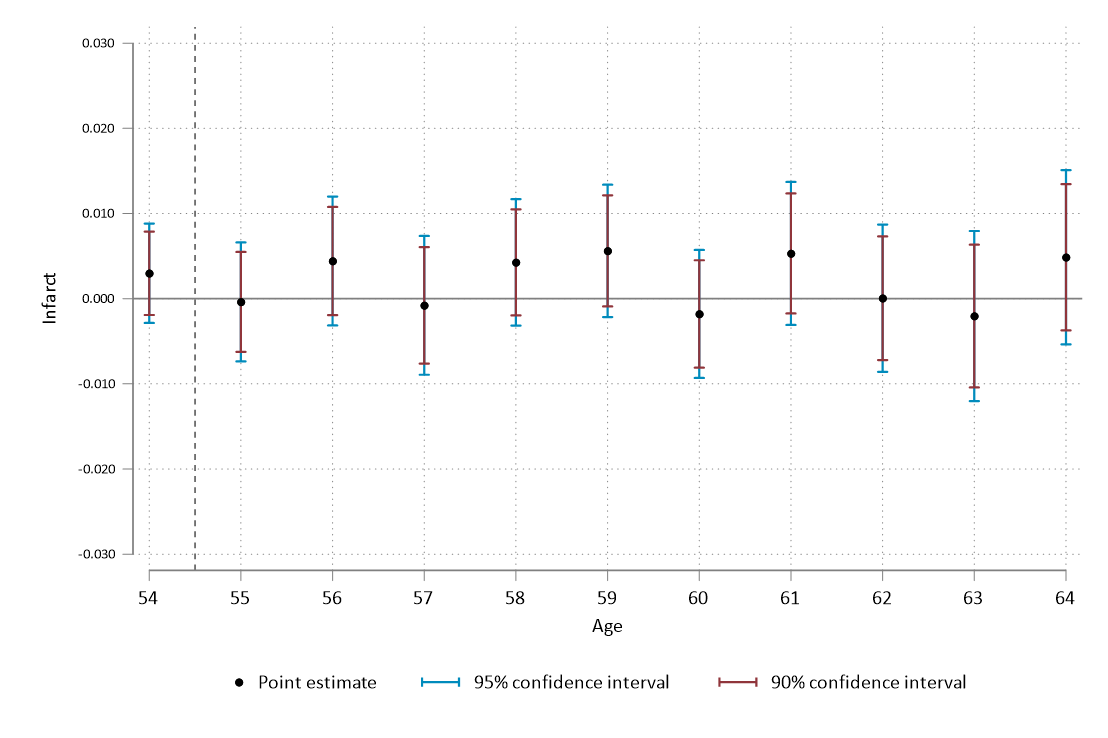 0.030
0.020
0.010
0.000
-0.010
-0.020
-0.030
Infarct
54 55 56 57 58 59 60 61 62 63 64
Age
Point estimate 95% confidence interval 90% confidence interval